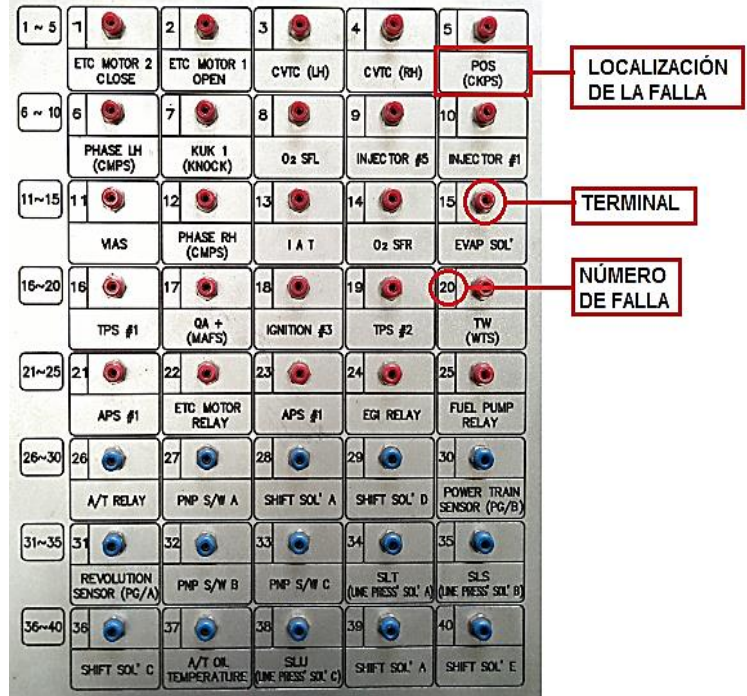 1 ~ 5
1
2
3
4
5
ETC MOTOR 2
CLOSE
ETC MOTOR 1
OPEN
CVTC (LH)
CVTC (RH)
POS
(CKPS)
LOCALIZACIÓN
DE LA FALLA
6 ~ 10
6
7
8
9
10
PHASE LH
(CMPS)
KUK 1
(KNOCK)
O2 SFL
INJECTOR #5
INJECTOR #1
11~15
11
12
13
14
15
TERMINAL
VIAS
PHASE RH
(CMPS)
I A T
O2 SFR
EVAP SOL'
16~20
16
17
18
19
20
NÚMERO
DE FALLA
TPS #1
QA +
(MAFS)
IGNITION #3
TPS #2
TW
(WTS)
21~25
21
22
23
24
25
APS #1
ETC MOTOR
RELAY
APS #1
EGI RELAY
FUEL PUMP
RELAY
26~30
26
27
28
29
30
A/T RELAY
PNP S/W A
SHIFT SOL' A
SHIFT SOL' D
POWER TRAIN
SENSOR (PG/B)
31~35
31
32
33
34
35
REVOLUTION
SENSOR (PG/A)
PNP S/W B
PNP S/W C
SLT
(LINE PRESS' SOL' A)
SLS
(LINE PRESS' SOL' B)
36~40
36
37
38
39
40
SHIFT SOL' C
A/T OIL
TEMPERATURE
SLU
(LINE PRESS' SOL' C)
SHIFT SOL' A
SHIFT SOL' E